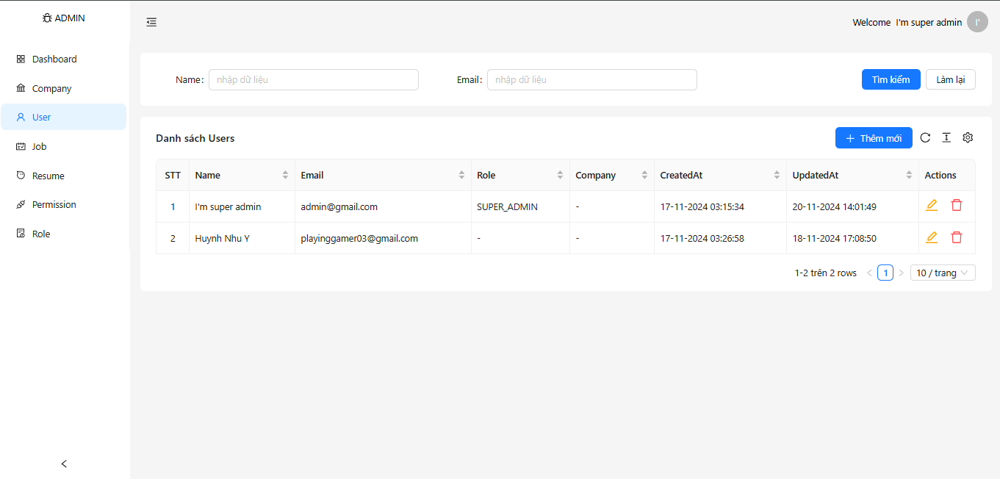 ADMIN
Welcome I'm super admin I'
Dashboard
Company
User
Job
Resume
Permission
Role
Name: nhập dữ liệu Email: nhập dữ liệu Tìm kiếm Làm lại
Danh sách Users Thêm mới
STT Name Email Role Company CreatedAt UpdatedAt Actions
1 I'm super admin admin@gmail.com SUPER_ADMIN - 17-11-2024 03:15:34 20-11-2024 14:01:49
2 Huynh Nhu Y playinggamer03@gmail.com - - 17-11-2024 03:26:58 18-11-2024 17:08:50
1-2 trên 2 rows 1 10 / trang